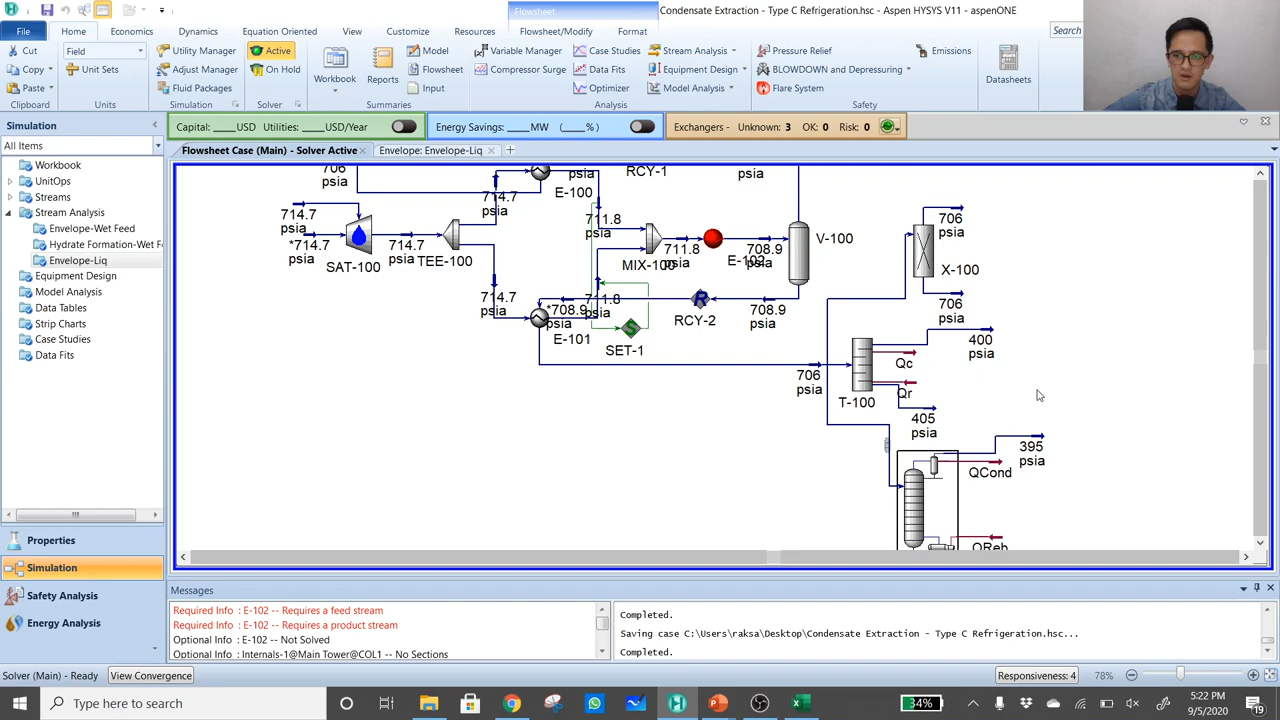 Flowsheet
Condensate Extraction - Type C Refrigeration.hsc - Aspen HYSYS V11 - aspenONE
File Home Economics Dynamics Equation Oriented View Customize Resources Flowsheet/Modify Format Search
Cut Field Utility Manager Active Model Flowsheet Variable Manager Case Studies Stream Analysis Pressure Relief Emissions
Copy Unit Sets Adjust Manager On Hold Workbook Reports Flowsheet Compressor Surge Data Fits Equipment Design BLOWDOWN and Depressuring Datasheets
Paste Fluid Packages Input Optimizer Model Analysis Flare System
Clipboard Units Simulation Solver Summaries Analysis Safety
Simulation
Capital: ____USD Utilities: ____USD/Year
Energy Savings: ____MW (____%)
Exchangers - Unknown: 3 OK: 0 Risk: 0
All Items
Flowsheet Case (Main) - Solver Active
Envelope: Envelope-Liq
Workbook
UnitOps
Streams
Stream Analysis
Envelope-Wet Feed
Hydrate Formation-Wet F
Envelope-Liq
Equipment Design
Model Analysis
Data Tables
Strip Charts
Case Studies
Data Fits
Properties
Simulation
Safety Analysis
Energy Analysis
706
psia
psia
RCY-1
psia
E-100
714.7
psia
714.7
psia
*714.7
psia
SAT-100
714.7
psia
TEE-100
711.8
psia
MIX-100
711.8
psia
E-102
708.9
psia
V-100
706
psia
X-100
706
psia
714.7
psia
*708.9
psia
711.8
psia
E-101
SET-1
RCY-2
708.9
psia
400
psia
Qc
706
psia
Qr
T-100
405
psia
395
psia
QCond
QReb
Messages
Required Info : E-102 -- Requires a feed stream
Required Info : E-102 -- Requires a product stream
Optional Info : E-102 -- Not Solved
Optional Info : Internals-1@Main Tower@COL1 -- No Sections
Completed.
Saving case C:\Users\raksa\Desktop\Condensate Extraction - Type C Refrigeration.hsc...
Completed.
Solver (Main) - Ready
View Convergence
Responsiveness: 4
78%
Type here to search
34%
5:22 PM
9/5/2020
19